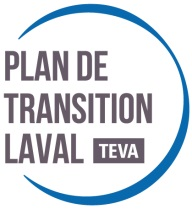 PLAN DE
TRANSITION
LAVAL TEVA